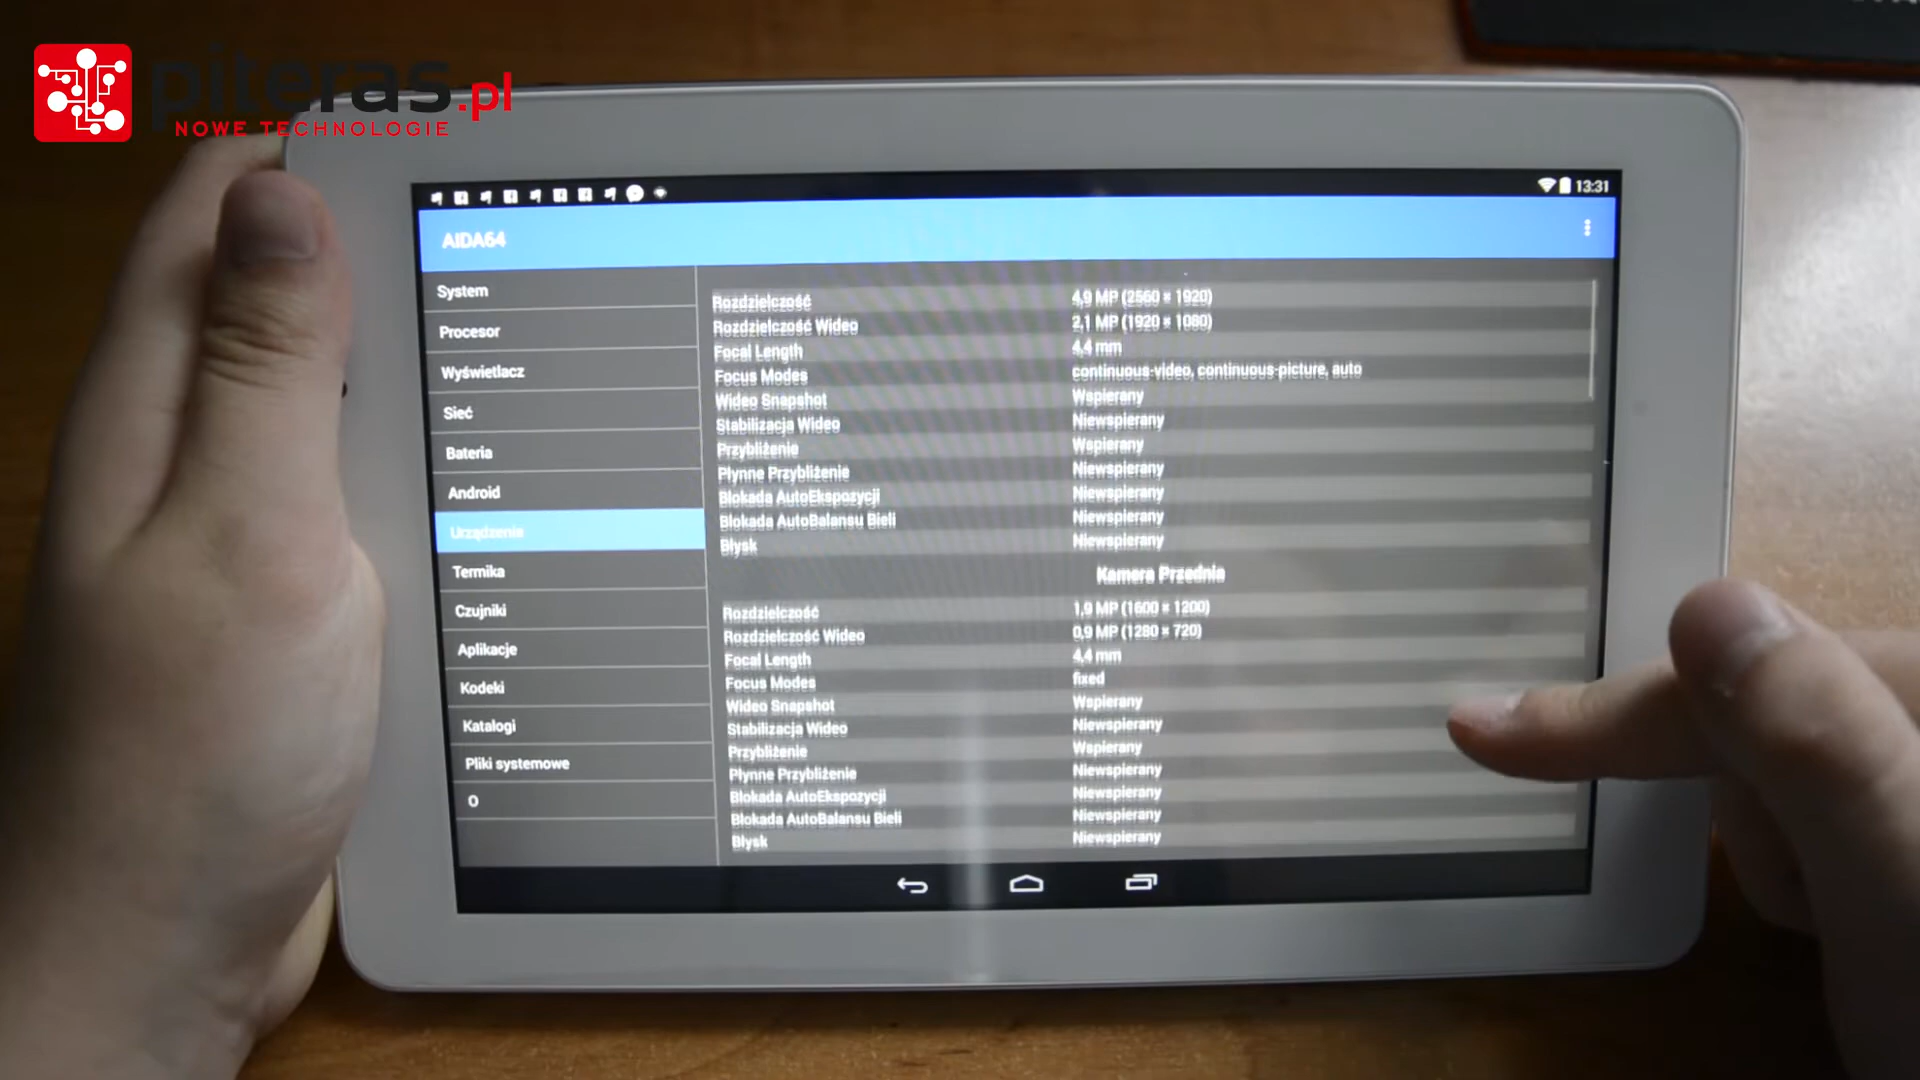 piteras.pl
NOWE TECHNOLOGIE
13:31
AIDA64
System
Procesor
Wyświetlacz
Sieć
Bateria
Android
Urządzenie
Termika
Czujniki
Aplikacje
Kodeki
Katalogi
Pliki systemowe
O
Rozdzielczość 4,9 MP (2560 × 1920)
Rozdzielczość Wideo 2,1 MP (1920 × 1080)
Focal Length 4,4 mm
Focus Modes continuous-video, continuous-picture, auto
Wideo Snapshot Wspierany
Stabilizacja Wideo Niewspierany
Przybliżenie Wspierany
Płynne Przybliżenie Niewspierany
Blokada AutoEkspozycji Niewspierany
Blokada AutoBalansu Bieli Niewspierany
Błysk Niewspierany
Kamera Przednia
Rozdzielczość 1,9 MP (1600 × 1200)
Rozdzielczość Wideo 0,9 MP (1280 × 720)
Focal Length 4,4 mm
Focus Modes fixed
Wideo Snapshot Wspierany
Stabilizacja Wideo Niewspierany
Przybliżenie Wspierany
Płynne Przybliżenie Niewspierany
Blokada AutoEkspozycji Niewspierany
Blokada AutoBalansu Bieli Niewspierany
Błysk Niewspierany